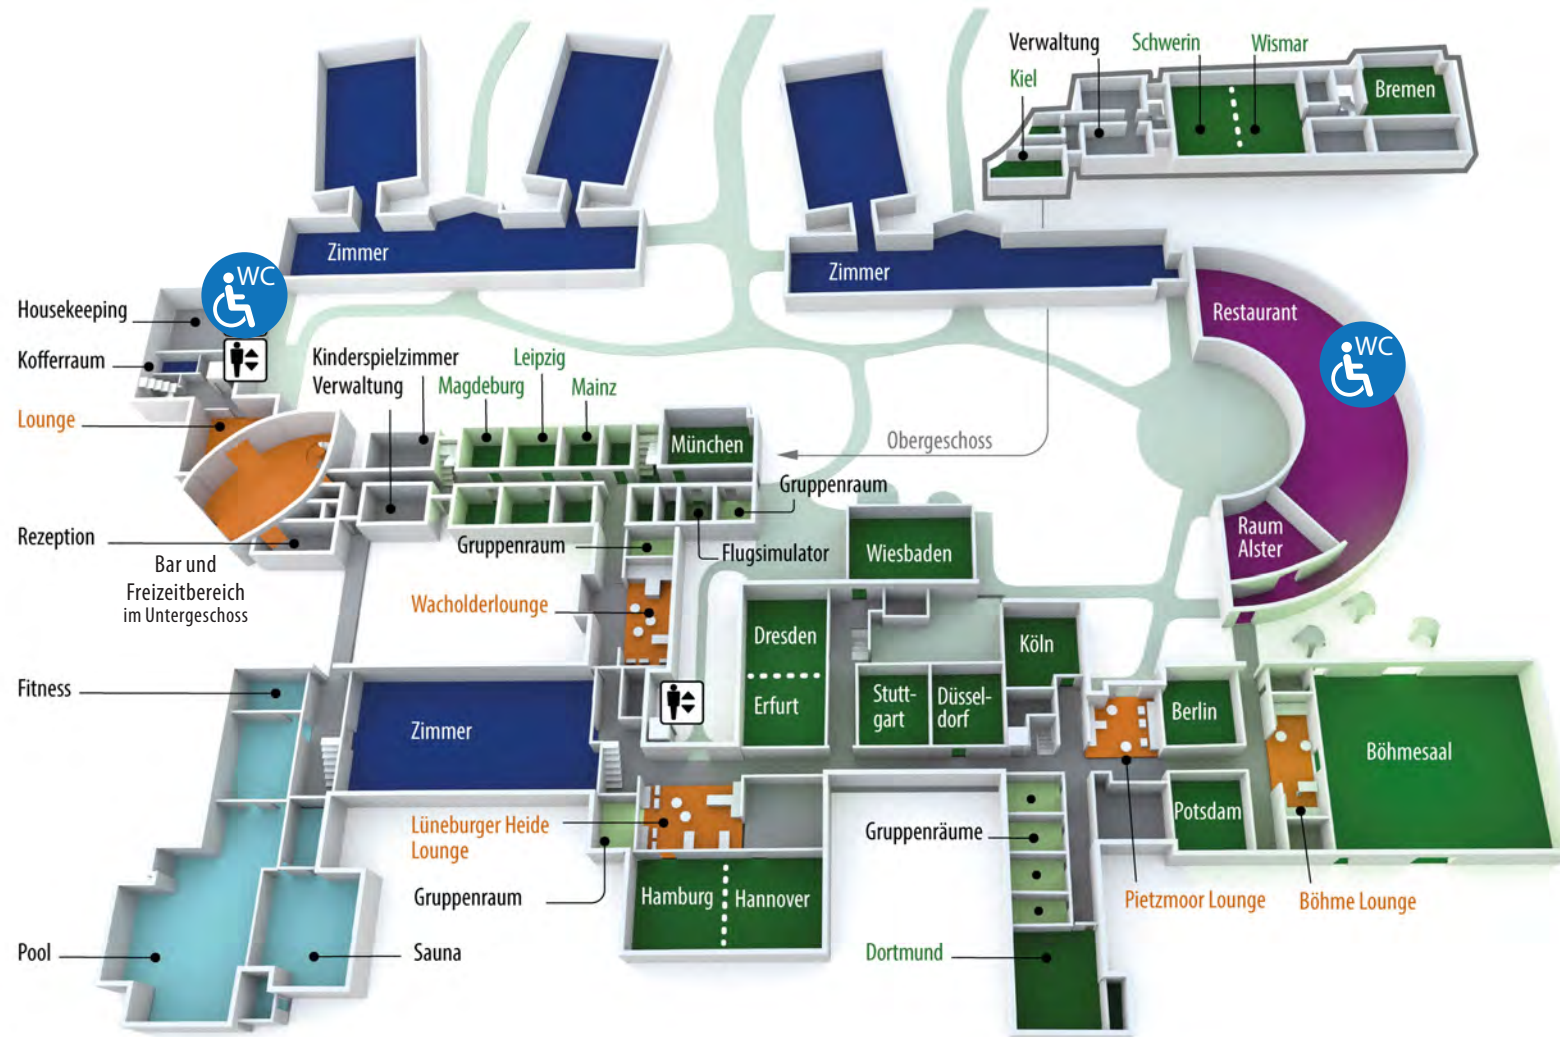 Verwaltung
Schwerin
Wismar
Kiel
Bremen
Zimmer
Zimmer
WC
Housekeeping
Kofferraum
Restaurant
WC
Kinderspielzimmer
Verwaltung
Leipzig
Magdeburg
Mainz
Lounge
München
Obergeschoss
Gruppenraum
Rezeption
Gruppenraum
Flugsimulator
Wiesbaden
Raum
Alster
Bar und
Freizeitbereich
im Untergeschoss
Wacholderlounge
Dresden
Erfurt
Köln
Stutt-
gart
Düssel-
dorf
Berlin
Fitness
Zimmer
Böhmesaal
Potsdam
Lüneburger Heide
Lounge
Gruppenräume
Gruppenraum
Hamburg
Hannover
Pietzmoor Lounge
Böhme Lounge
Pool
Sauna
Dortmund